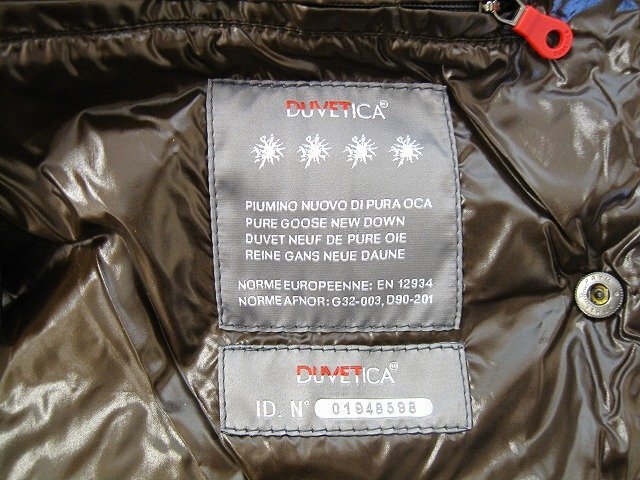 DUVETICA®
PIUMINO NUOVO DI PURA OCA
PURE GOOSE NEW DOWN
DUVET NEUF DE PURE OIE
REINE GANS NEUE DAUNE
NORME EUROPEENNE: EN 12934
NORME AFNOR: G32-003, D90-201
DUVETICA®
ID. N° 01948598